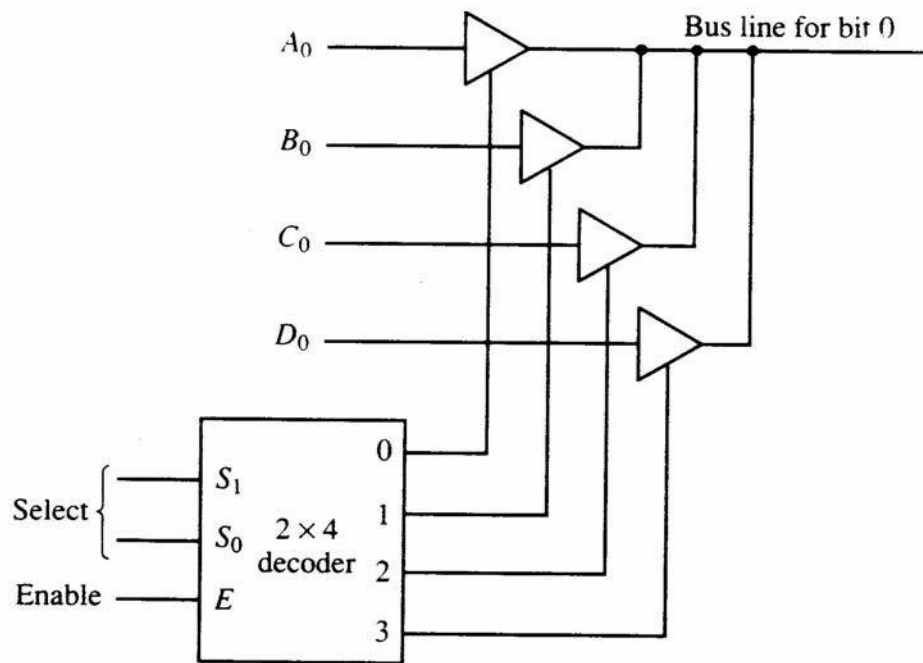 Bus line for bit 0
A₀
B₀
C₀
D₀
0
S₁
Select
1
S₀
2 × 4
decoder
2
Enable
E
3